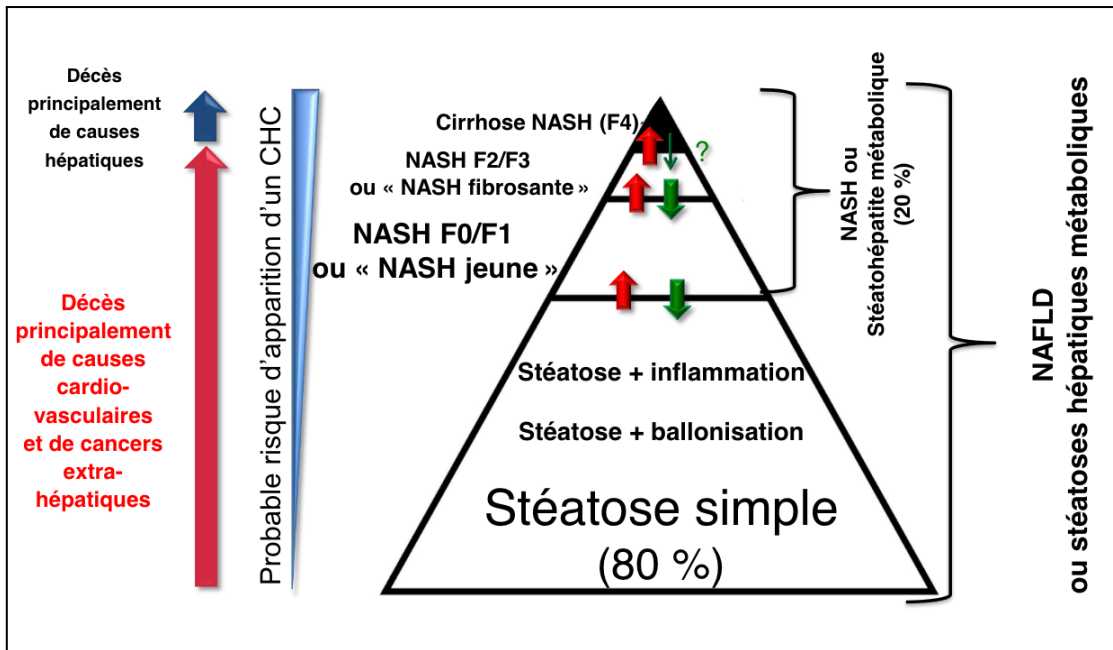 Décès
principalement
de causes
hépatiques
Décès
principalement
de causes
cardio-
vasculaires
et de cancers
extra-
hépatiques
Probable risque d'apparition d'un CHC
Cirrhose NASH (F4)
?
NASH F2/F3
ou « NASH fibrosante »
NASH F0/F1
ou « NASH jeune »
Stéatose + inflammation
Stéatose + ballonisation
Stéatose simple
(80 %)
NASH ou
Stéatohépatite métabolique
(20 %)
NAFLD
ou stéatoses hépatiques métaboliques